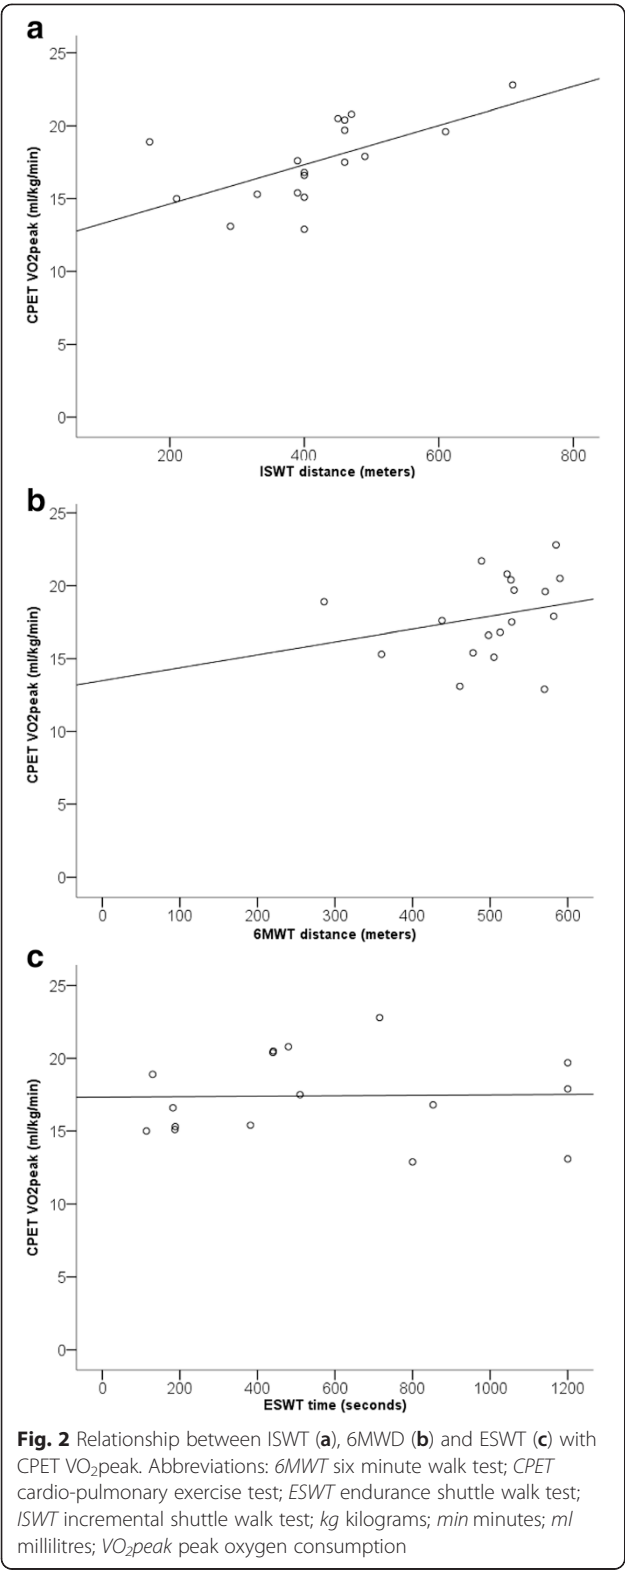 a
25
20
15
10
5
0
CPET VO2peak (ml/kg/min)
200 400 600 800
ISWT distance (meters)
b
25
20
15
10
5
0
CPET VO2peak (ml/kg/min)
0 100 200 300 400 500 600
6MWT distance (meters)
c
25
20
15
10
5
0
CPET VO2peak (ml/kg/min)
0 200 400 600 800 1000 1200
ESWT time (seconds)
Fig. 2 Relationship between ISWT (a), 6MWD (b) and ESWT (c) with
CPET VO₂peak. Abbreviations: 6MWT six minute walk test; CPET
cardio-pulmonary exercise test; ESWT endurance shuttle walk test;
ISWT incremental shuttle walk test; kg kilograms; min minutes; ml
millilitres; VO₂peak peak oxygen consumption